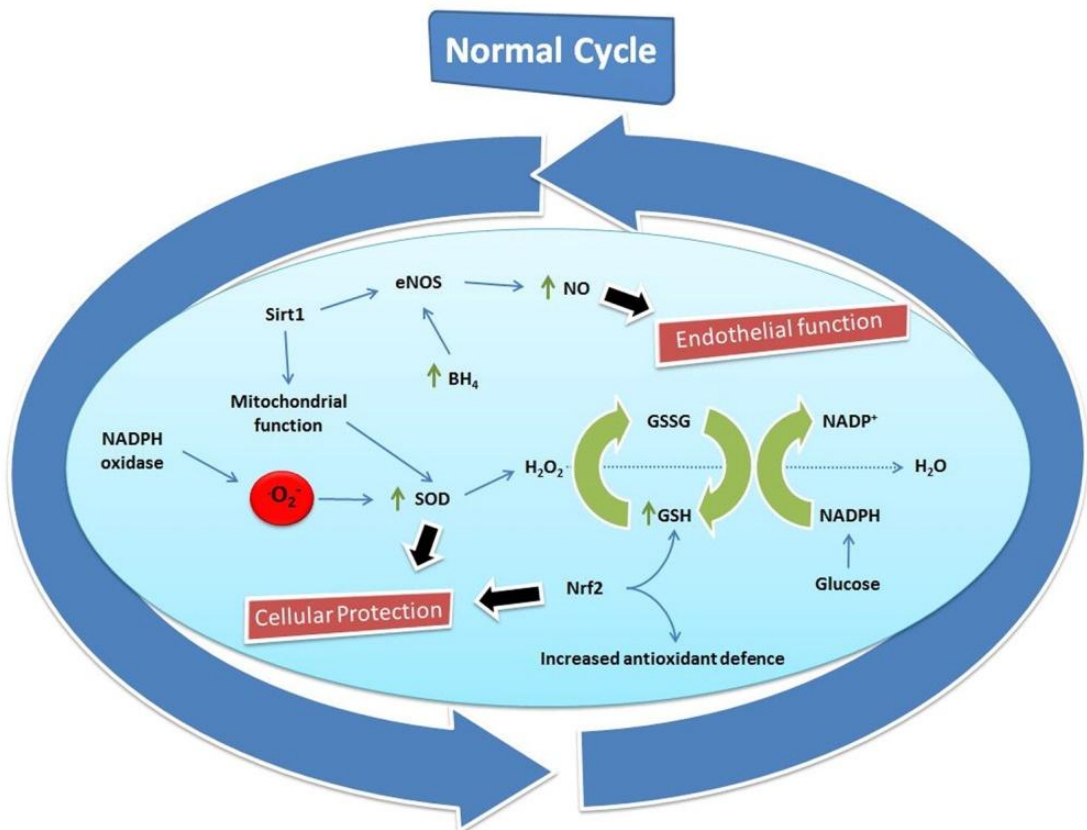 Normal Cycle
eNOS
↑ NO
Sirt1
Endothelial function
↑ BH₄
Mitochondrial
function
GSSG
NADP⁺
NADPH
oxidase
H₂O₂
H₂O
·O₂⁻
↑ SOD
↑ GSH
NADPH
Nrf2
Glucose
Cellular Protection
Increased antioxidant defence